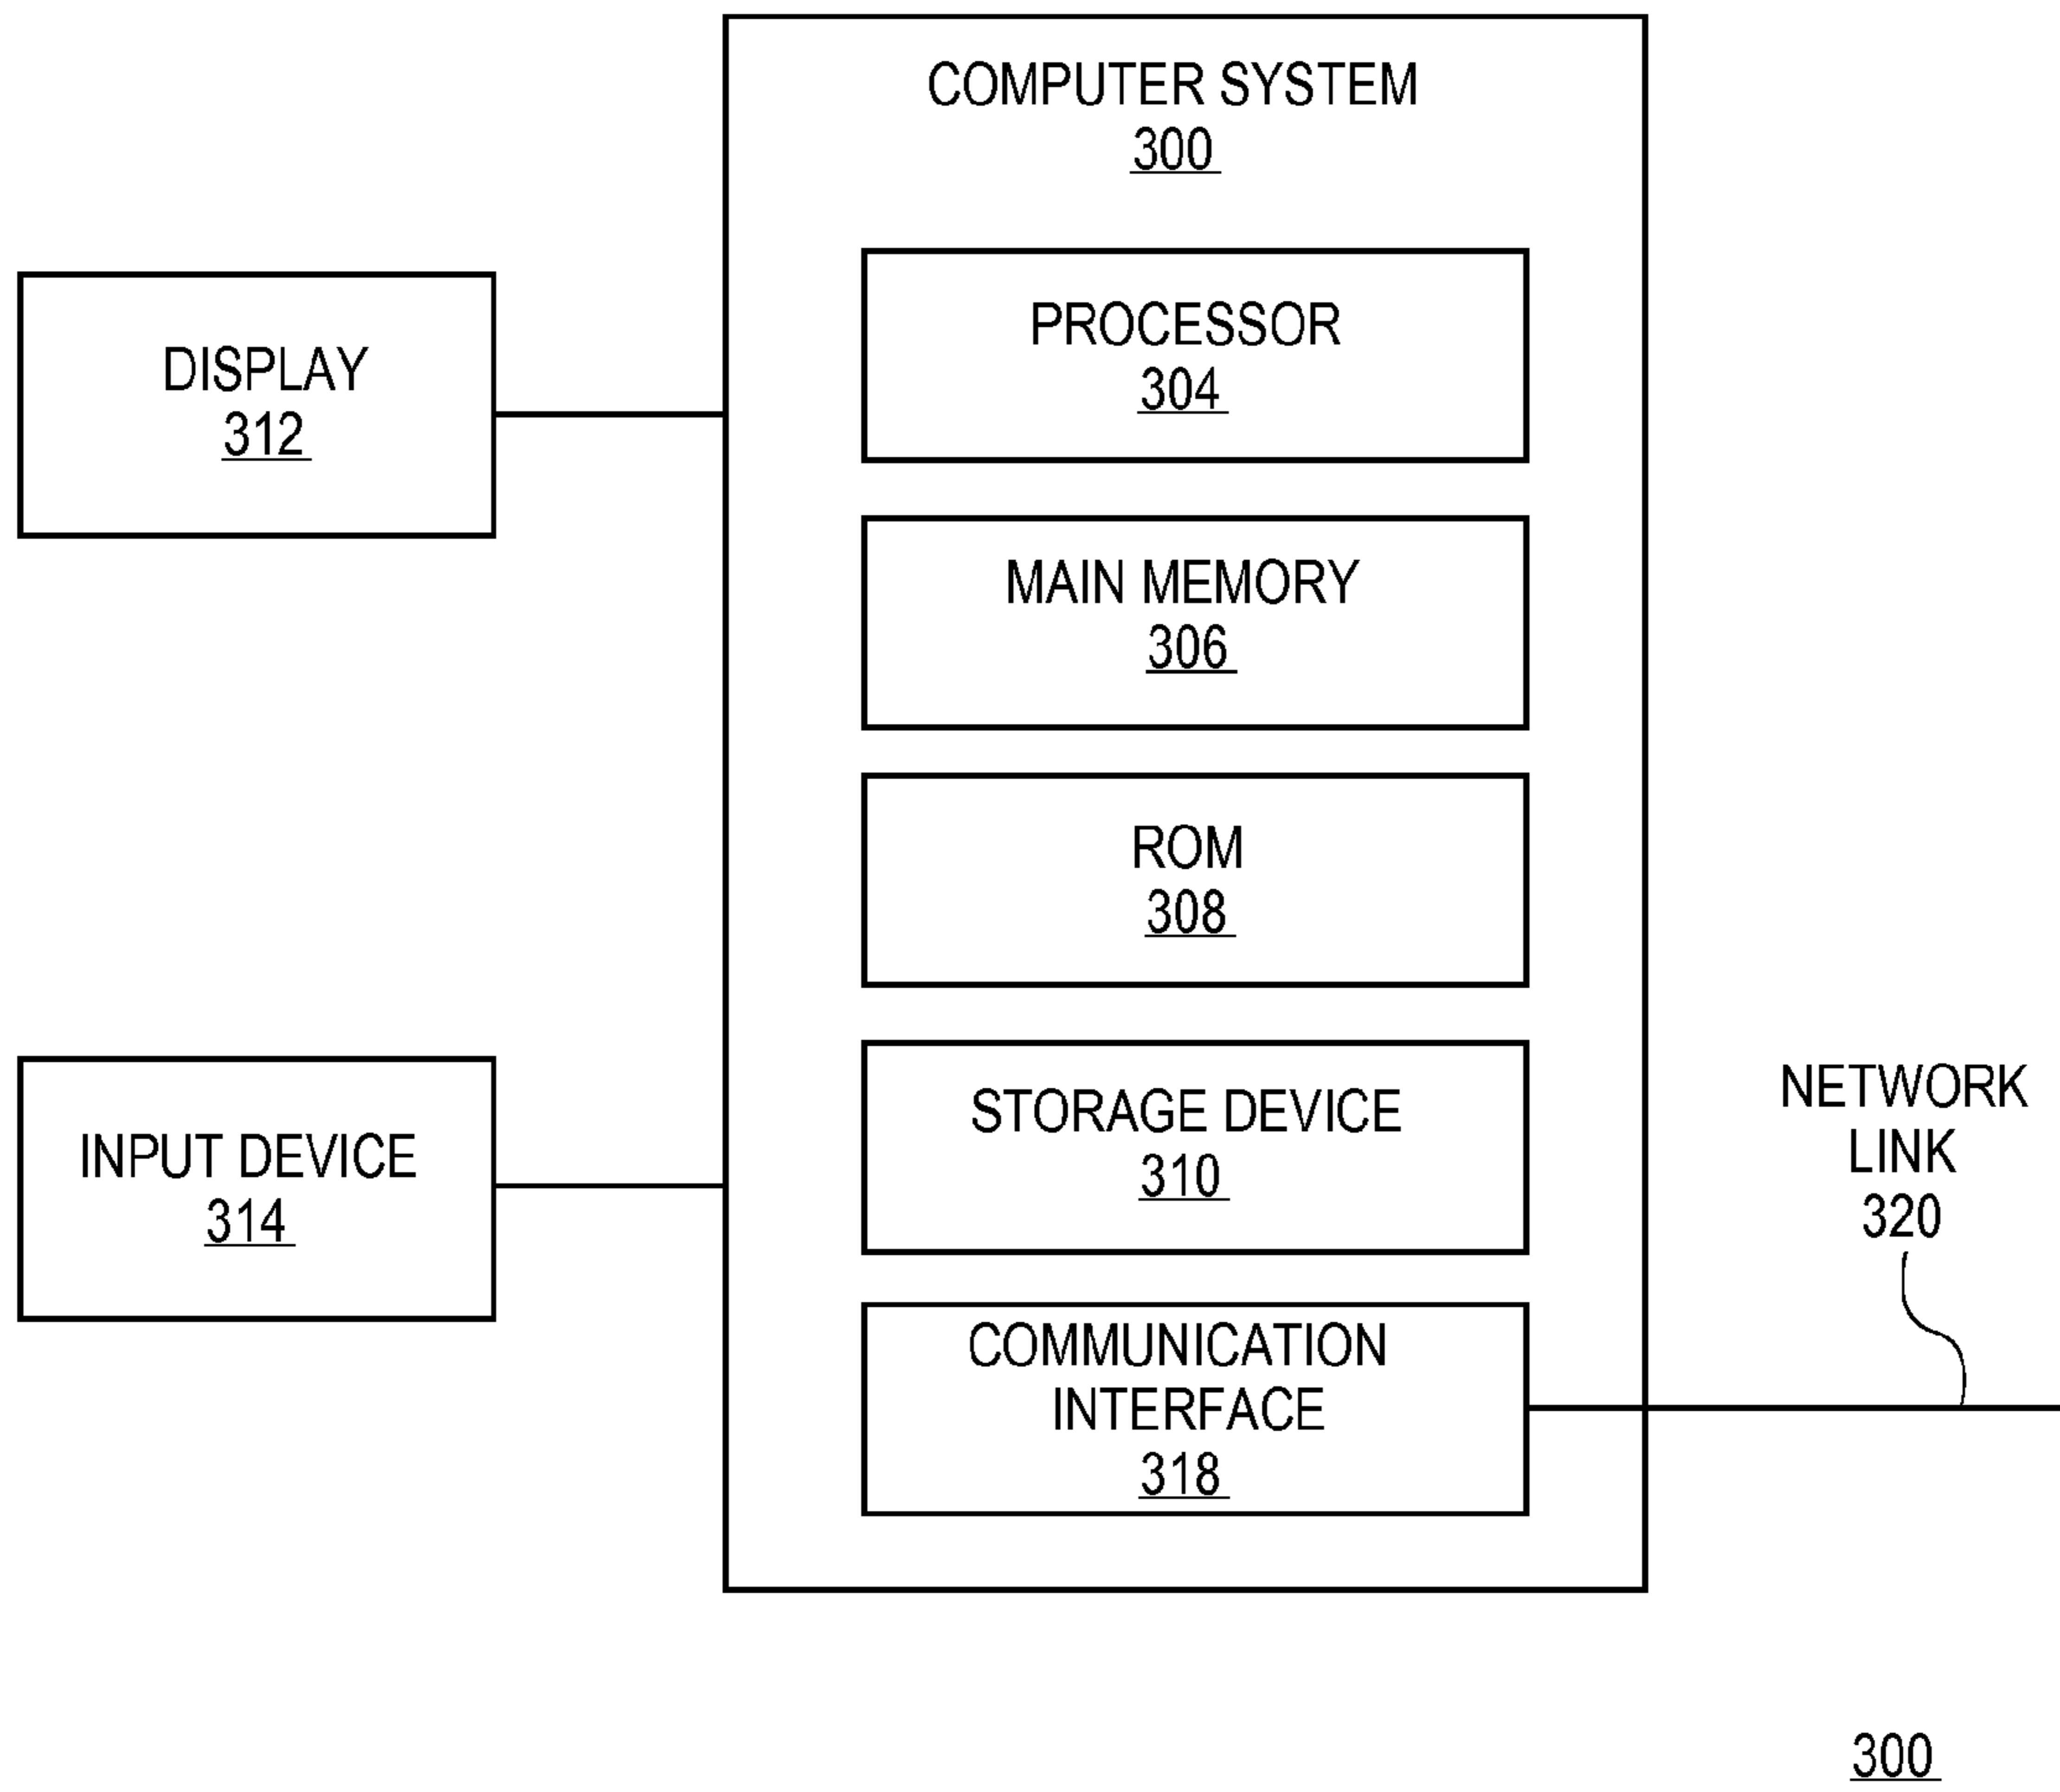 COMPUTER SYSTEM
300
PROCESSOR
304
DISPLAY
312
MAIN MEMORY
306
ROM
308
STORAGE DEVICE
310
INPUT DEVICE
314
NETWORK
LINK
320
COMMUNICATION
INTERFACE
318
300